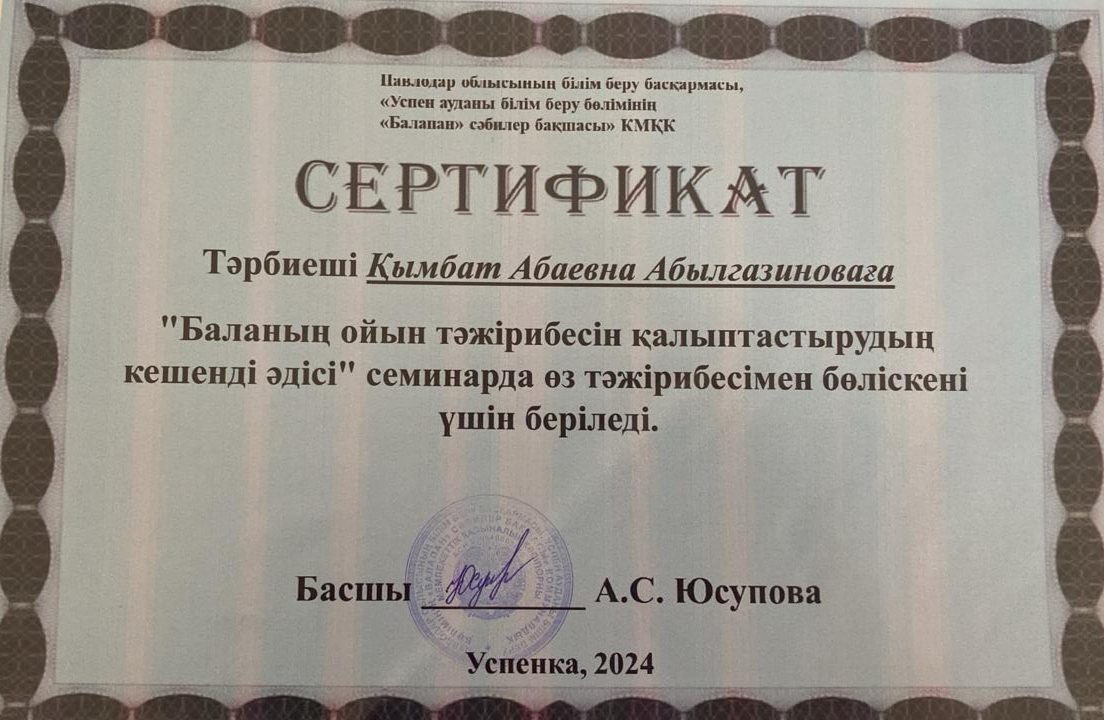 Павлодар облысының білім беру басқармасы,
«Успен ауданы білім беру бөлімінің
«Балапан» сәбилер бақшасы» КМҚК
СЕРТИФИКАТ
Тәрбиеші Қымбат Абаевна Абылгазиноваға
"Баланың ойын тәжірибесін қалыптастырудың
кешенді әдісі" семинарда өз тәжірибесімен бөліскені
үшін беріледі.
Басшы __________ А.С. Юсупова
Успенка, 2024